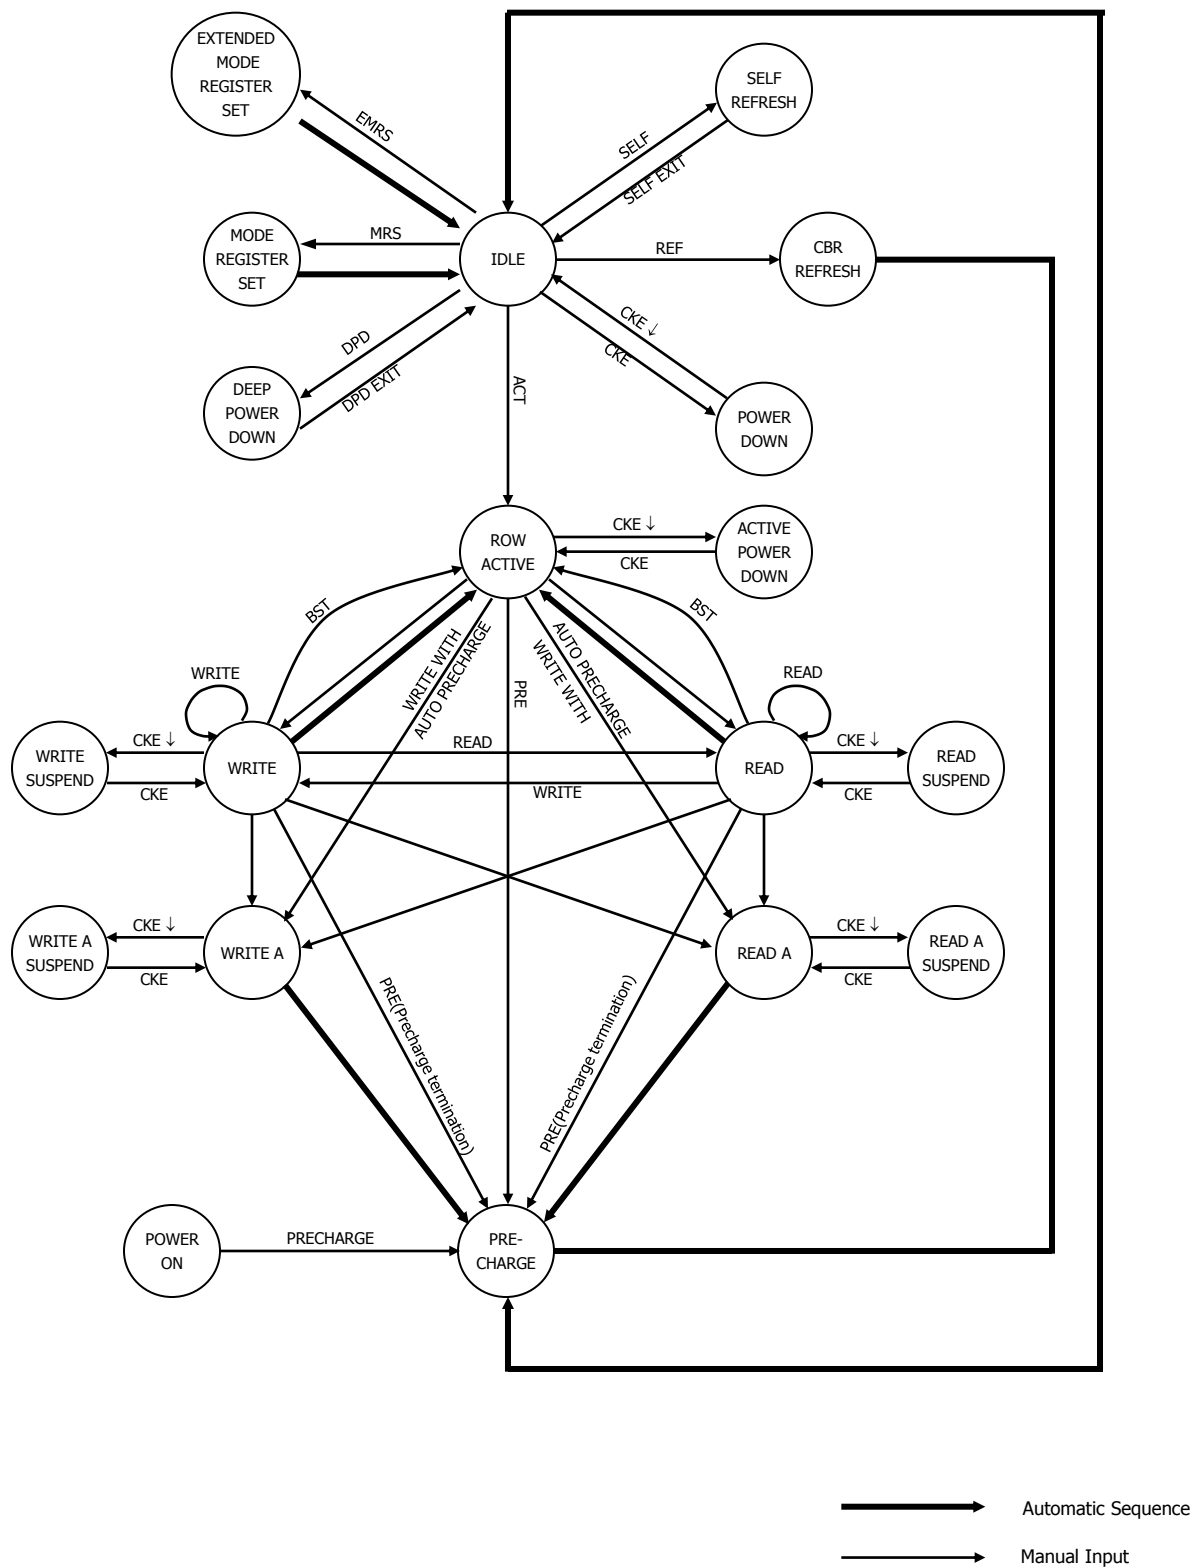 EXTENDED
MODE
REGISTER
SET
SELF
REFRESH
EMRS
SELF
SELF EXIT
MODE
REGISTER
SET
MRS
IDLE
REF
CBR
REFRESH
DPD
DPD EXIT
CKE ↓
CKE
DEEP
POWER
DOWN
ACT
POWER
DOWN
ROW
ACTIVE
CKE ↓
CKE
ACTIVE
POWER
DOWN
BST
BST
WRITE WITH
AUTO PRECHARGE
PRE
AUTO PRECHARGE
WRITE WITH
WRITE
READ
WRITE
SUSPEND
CKE ↓
CKE
WRITE
READ
WRITE
READ
CKE ↓
CKE
READ
SUSPEND
WRITE A
SUSPEND
CKE ↓
CKE
WRITE A
READ A
CKE ↓
CKE
READ A
SUSPEND
PRE(Precharge termination)
PRE(Precharge termination)
POWER
ON
PRECHARGE
PRE-
CHARGE
Automatic Sequence
Manual Input